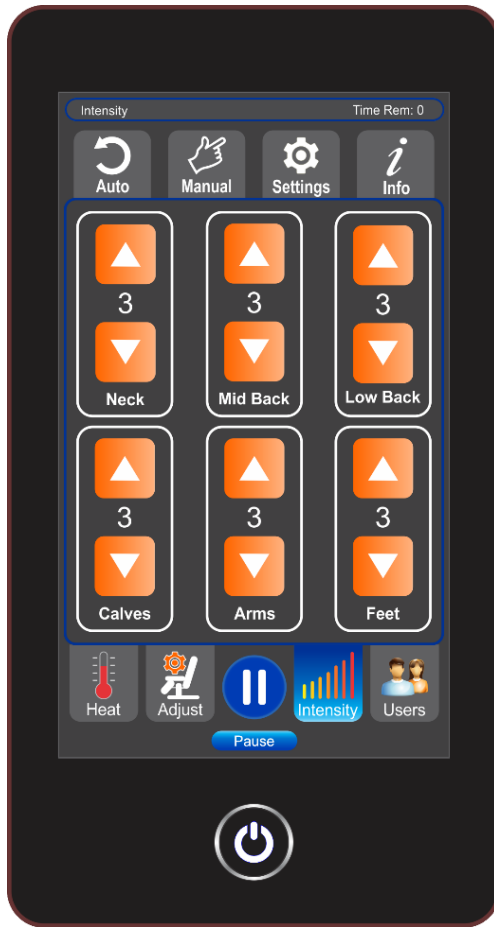 Intensity Time Rem: 0
Auto Manual Settings Info
3 3 3
Neck Mid Back Low Back
3 3 3
Calves Arms Feet
Heat Adjust Intensity Users
Pause